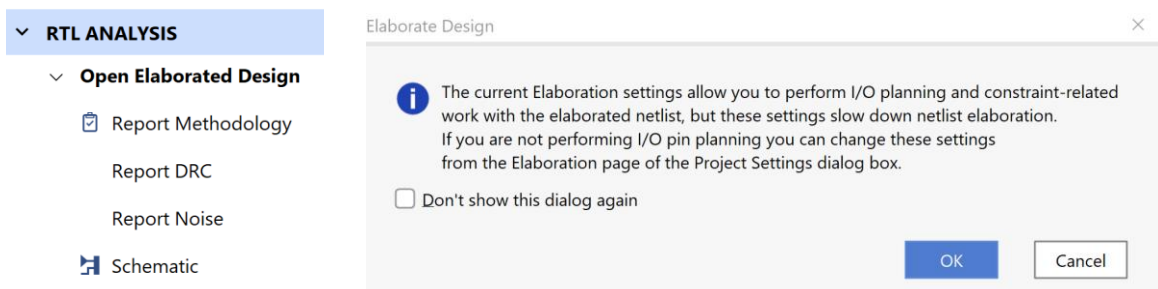 RTL ANALYSIS
Open Elaborated Design
Report Methodology
Report DRC
Report Noise
Schematic
Elaborate Design
The current Elaboration settings allow you to perform I/O planning and constraint-related
work with the elaborated netlist, but these settings slow down netlist elaboration.
If you are not performing I/O pin planning you can change these settings
from the Elaboration page of the Project Settings dialog box.
Don't show this dialog again
OK
Cancel